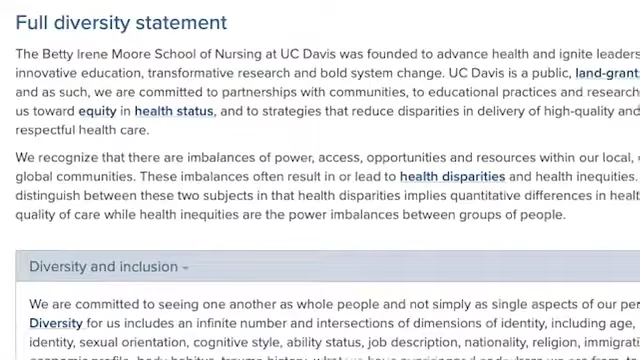 Full diversity statement
The Betty Irene Moore School of Nursing at UC Davis was founded to advance health and ignite leaders
innovative education, transformative research and bold system change. UC Davis is a public, land-grant
and as such, we are committed to partnerships with communities, to educational practices and research
us toward equity in health status, and to strategies that reduce disparities in delivery of high-quality and
respectful health care.
We recognize that there are imbalances of power, access, opportunities and resources within our local,
global communities. These imbalances often result in or lead to health disparities and health inequities.
distinguish between these two subjects in that health disparities implies quantitative differences in healt
quality of care while health inequities are the power imbalances between groups of people.
Diversity and inclusion
We are committed to seeing one another as whole people and not simply as single aspects of our per
Diversity for us includes an infinite number and intersections of dimensions of identity, including age,
identity, sexual orientation, cognitive style, ability status, job description, nationality, religion, immigrat